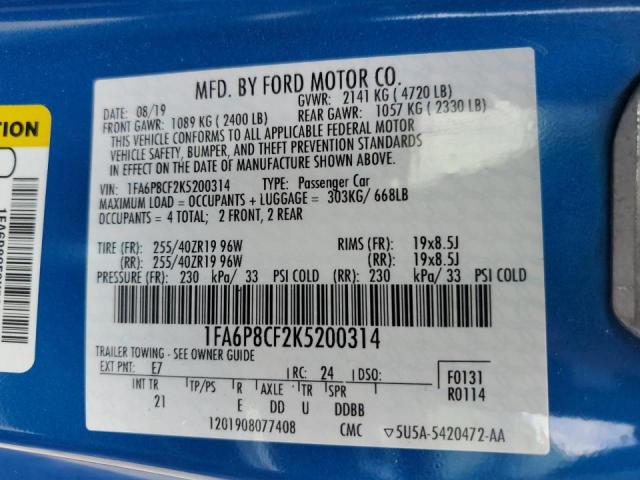 MFD. BY FORD MOTOR CO.
DATE: 08/19 GVWR: 2141 KG ( 4720 LB)
FRONT GAWR: 1089 KG ( 2400 LB) REAR GAWR: 1057 KG ( 2330 LB)
THIS VEHICLE CONFORMS TO ALL APPLICABLE FEDERAL MOTOR
VEHICLE SAFETY, BUMPER, AND THEFT PREVENTION STANDARDS
IN EFFECT ON THE DATE OF MANUFACTURE SHOWN ABOVE.
VIN: 1FA6P8CF2K5200314 TYPE: Passenger Car
MAXIMUM LOAD = OCCUPANTS + LUGGAGE = 303KG/ 668LB
OCCUPANTS = 4 TOTAL; 2 FRONT, 2 REAR
TIRE (FR): 255/40ZR19 96W RIMS (FR): 19x8.5J
(RR): 255/40ZR19 96W (RR): 19x8.5J
PRESSURE (FR): 230 kPa/ 33 PSI COLD (RR): 230 kPa/ 33 PSI COLD
1FA6P8CF2K5200314
TRAILER TOWING - SEE OWNER GUIDE
EXT PNT: E7 RC: 24 DSO: F0131
INT TR TP/PS R AXLE TR SPR R0114
21 E DD U DDBB
1201908077408 CMC 5U5A-5420472-AA
TION